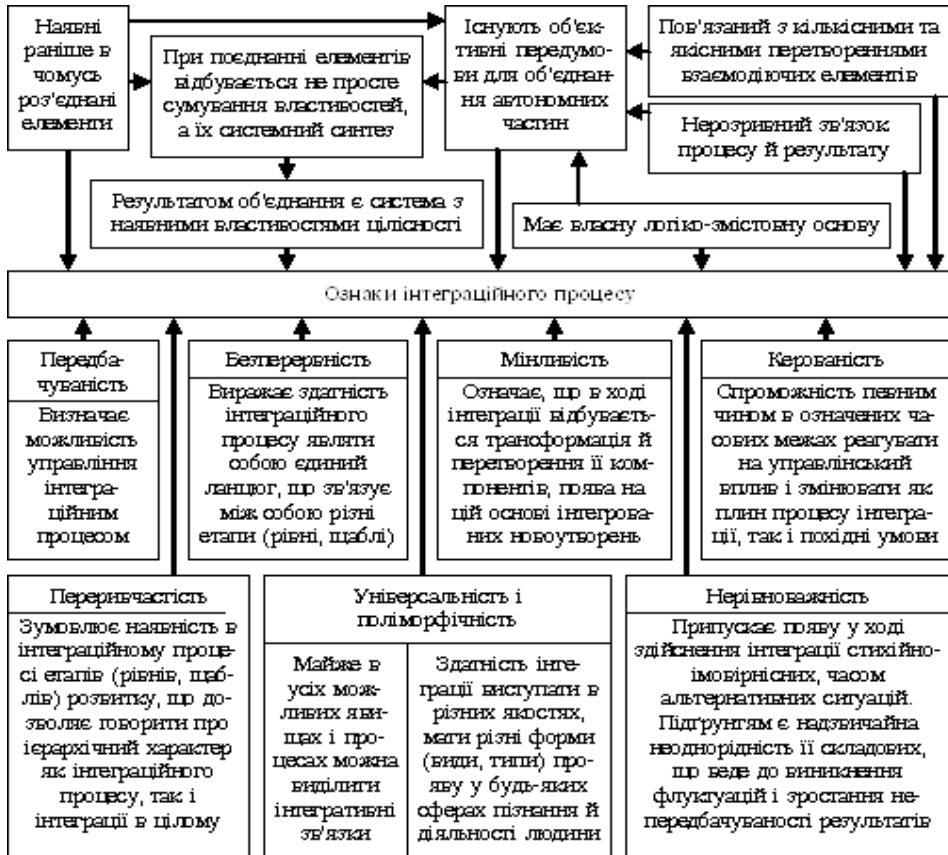 Наявні
раніше в
чомусь
роз'єднані
елементи
При поєднанні елементів
відбувається не просте
сумування властивостей,
а їх системний синтез
Існують об'єк-
тивні передумо-
ви для об'єднан-
ня автономних
частин
Пов'язаний з кількісними та
якісними перетвореннями
взаємодіючих елементів
Нерозривний зв'язок
процесу й результату
Результатом об'єднання є система з
наявними властивостями цілісності
Має власну логіко-змістовну основу
Ознаки інтеграційного процесу
Передба-
чуваність
Визначає
можливість
управління
інтегра-
ційним
процесом
Безперервність
Виражає здатність
інтеграційного
процесу являти
собою єдиний
ланцюг, що зв'язує
між собою різні
етапи (рівні, щаблі)
Мінливість
Означає, що в ході
інтеграції відбуваєть-
ся трансформація й
перетворення її ком-
понентів, поява на
цій основі інтегрова-
них новоутворень
Керованість
Спроможність певним
чином в означених ча-
сових межах реагувати
на управлінський
вплив і змінювати як
плин процесу інтегра-
ції, так і похідні умови
Переривчастість
Зумовлює наявність в
інтеграційному проце-
сі етапів (рівнів, щаб-
лів) розвитку, що до-
зволяє говорити про
ієрархічний характер
як інтеграційного
процесу, так і
інтеграції в цілому
Універсальність і
поліморфічність
Майже в
усіх мож-
ливих яви-
щах і про-
цесах можна
виділити
інтегративні
зв'язки
Здатність інте-
грації виступати в
різних якостях,
мати різні форми
(види, типи) про-
яву у будь-яких
сферах пізнання й
діяльності людини
Нерівноважність
Припускає появу у ході
здійснення інтеграції стихійно-
імовірнісних, часом
альтернативних ситуацій.
Підґрунтям є надзвичайна
неоднорідність її складових,
що веде до виникнення
флуктуацій і зростання не-
передбачуваності результатів